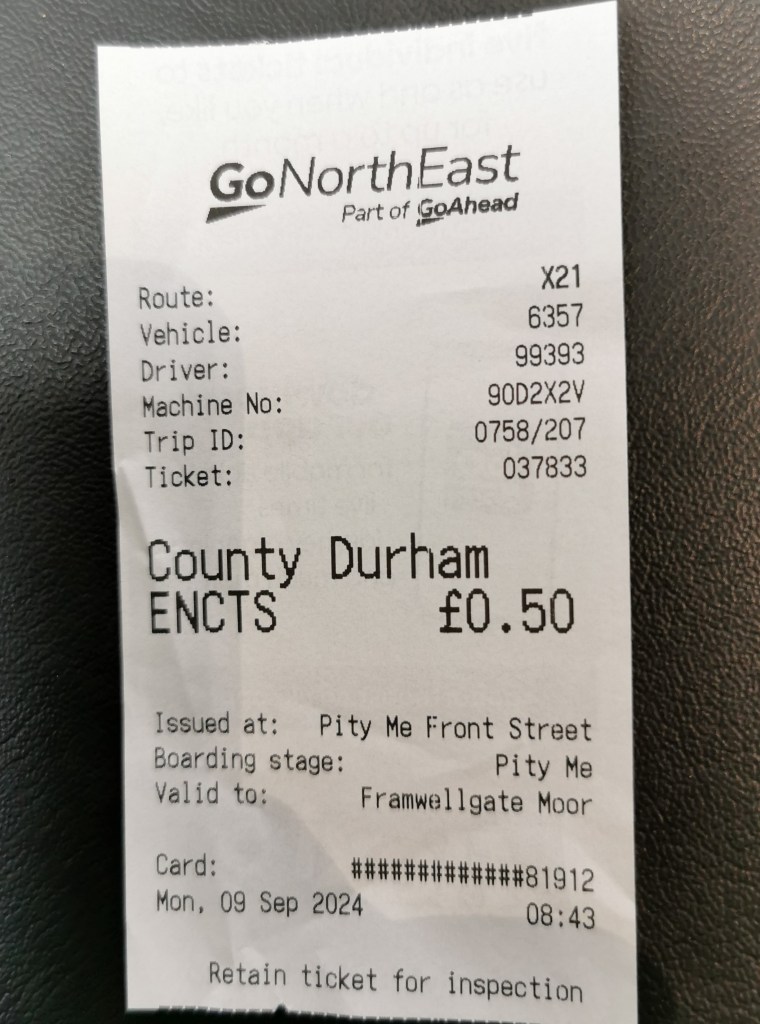 GoNorthEast
Part of GoAhead
Route: X21
Vehicle: 6357
Driver: 99393
Machine No: 90D2X2V
Trip ID: 0758/207
Ticket: 037833
County Durham
ENCTS £0.50
Issued at: Pity Me Front Street
Boarding stage: Pity Me
Valid to: Framwellgate Moor
Card: #############81912
Mon, 09 Sep 2024 08:43
Retain ticket for inspection